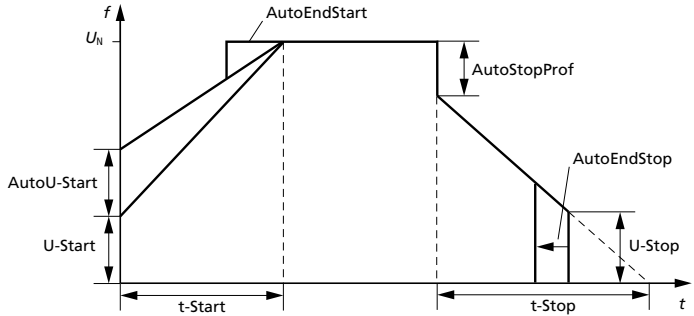 f
AutoEndStart
U_N
AutoStopProf
AutoEndStop
AutoU-Start
U-Start
U-Stop
t-Start
t-Stop
t